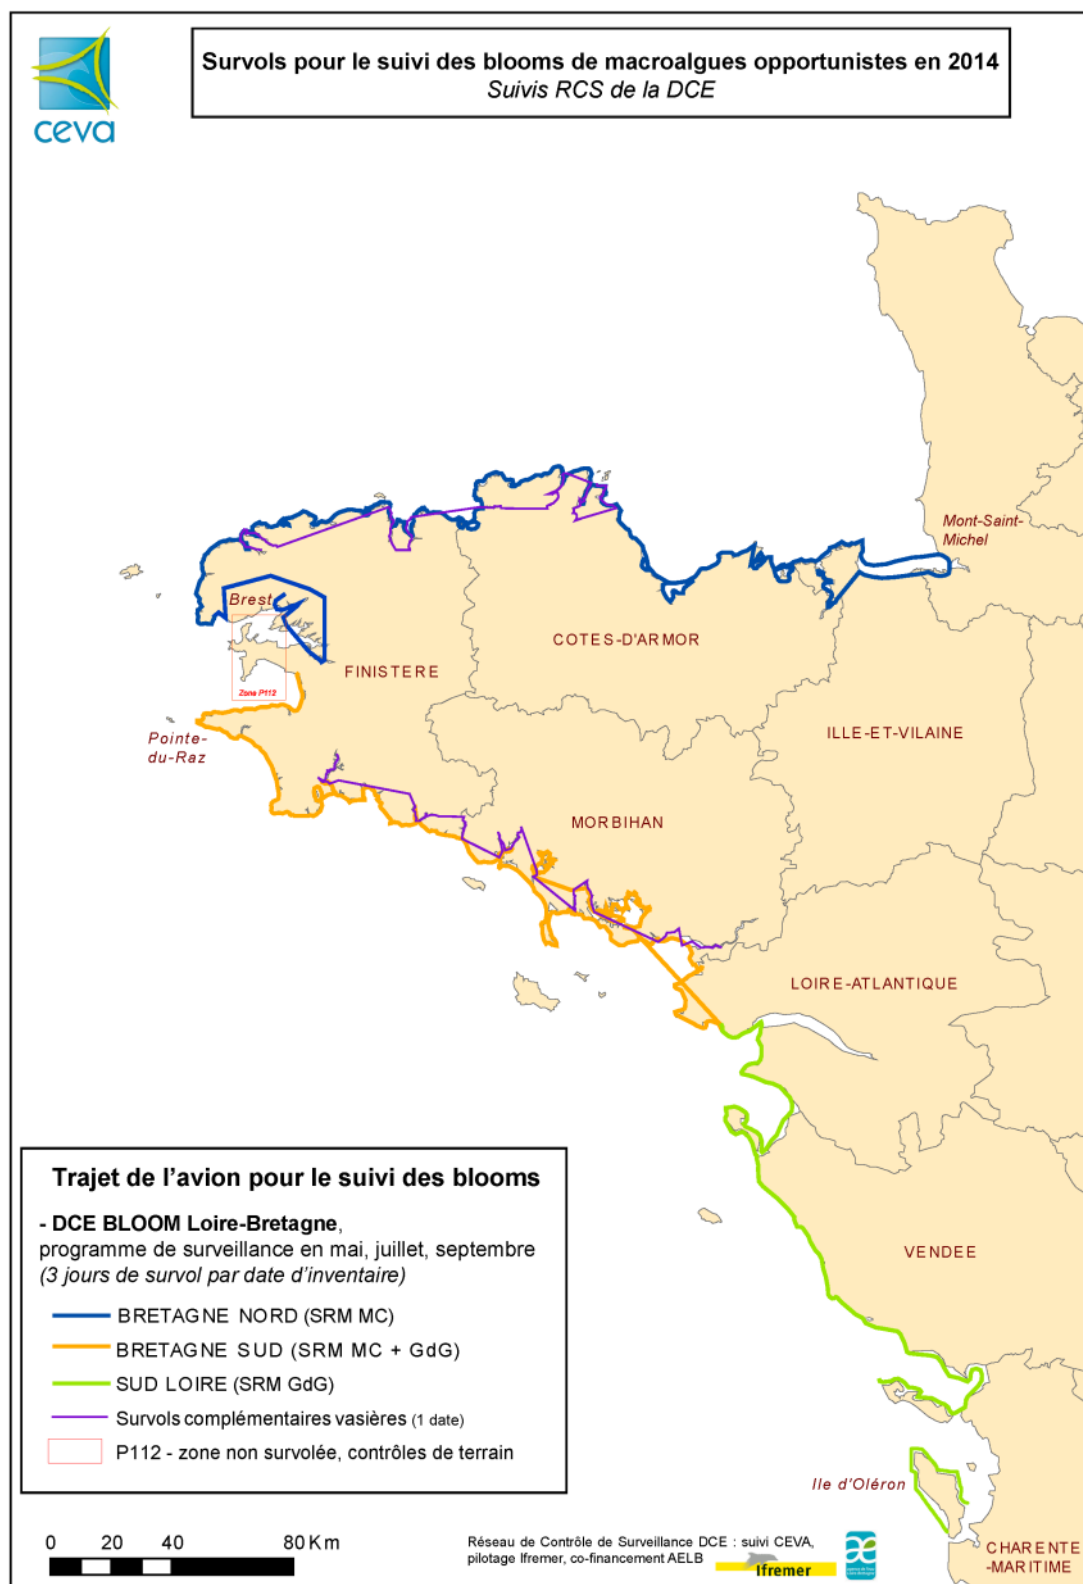 Survols pour le suivi des blooms de macroalgues opportunistes en 2014
Suivis RCS de la DCE
ceva
Mont-Saint-
Michel
Brest
COTES-D'ARMOR
FINISTERE
Zone P112
ILLE-ET-VILAINE
Pointe-
du-Raz
MORBIHAN
LOIRE-ATLANTIQUE
VENDEE
Trajet de l'avion pour le suivi des blooms
- DCE BLOOM Loire-Bretagne,
programme de surveillance en mai, juillet, septembre
(3 jours de survol par date d'inventaire)
BRETAGNE NORD (SRM MC)
BRETAGNE SUD (SRM MC + GdG)
SUD LOIRE (SRM GdG)
Survols complémentaires vasières (1 date)
P112 - zone non survolée, contrôles de terrain
Ile d'Oléron
CHARENTE
-MARITIME
0 20 40 80 Km
Réseau de Contrôle de Surveillance DCE : suivi CEVA,
pilotage Ifremer, co-financement AELB
Ifremer